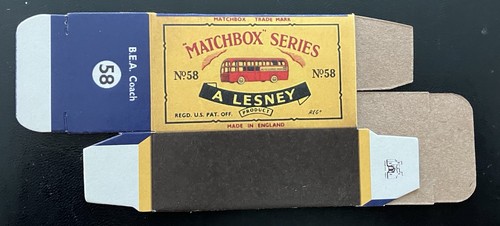 MATCHBOX TRADE MARK
"MATCHBOX" SERIES
No58 No58
A LESNEY
PRODUCT
REGD. U.S. PAT. OFF.
MADE IN ENGLAND
B.E.A. Coach
58